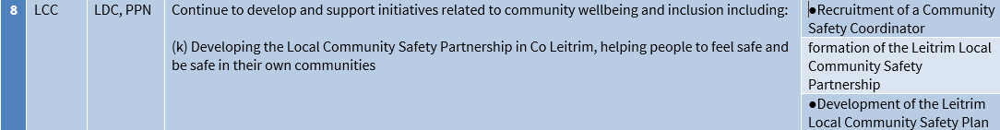 8
LCC
LDC, PPN
Continue to develop and support initiatives related to community wellbeing and inclusion including:
(k) Developing the Local Community Safety Partnership in Co Leitrim, helping people to feel safe and
be safe in their own communities
●Recruitment of a Community
Safety Coordinator
formation of the Leitrim Local
Community Safety
Partnership
●Development of the Leitrim
Local Community Safety Plan